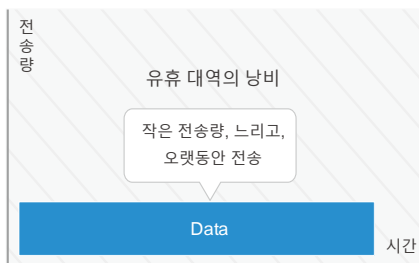 전송량
유휴 대역의 낭비
작은 전송량, 느리고,
오랫동안 전송
Data
시간